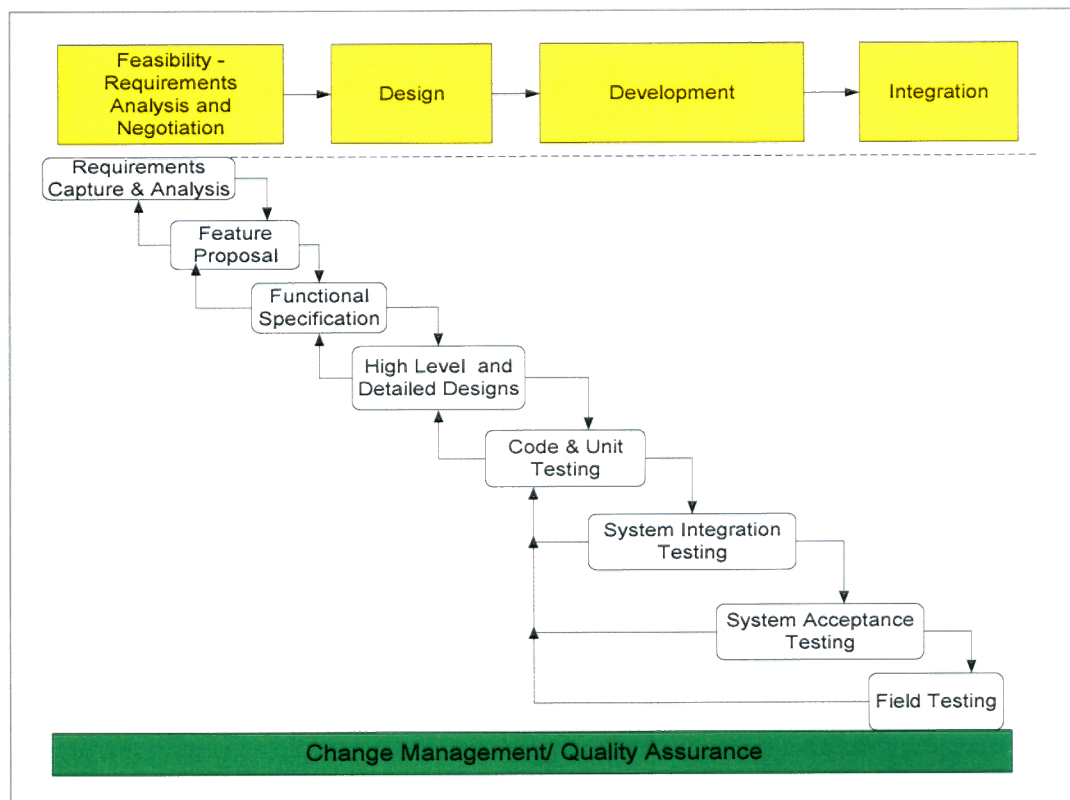 Feasibility -
Requirements
Analysis and
Negotiation
Design
Development
Integration
Requirements
Capture & Analysis
Feature
Proposal
Functional
Specification
High Level and
Detailed Designs
Code & Unit
Testing
System Integration
Testing
System Acceptance
Testing
Field Testing
Change Management/ Quality Assurance